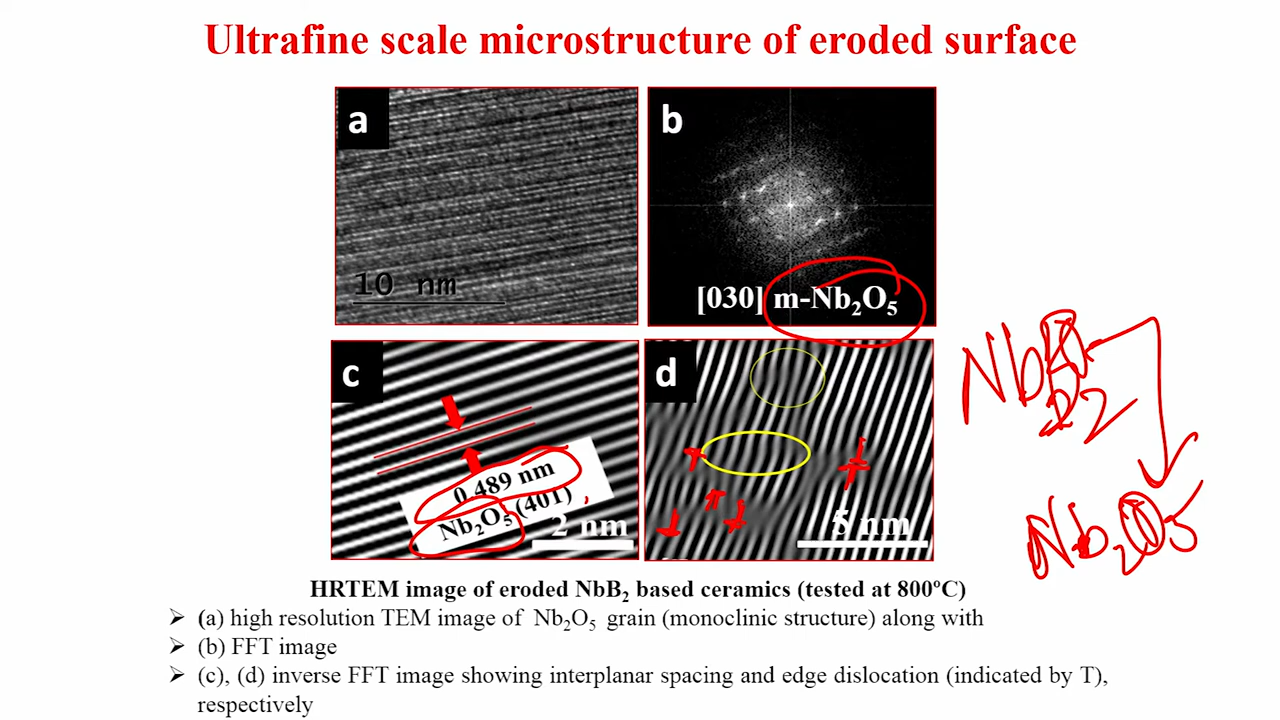 Ultrafine scale microstructure of eroded surface
a
10 nm
b
[030] m-Nb₂O₅
c
0.489 nm
Nb₂O₅ (401)
2 nm
d
5 nm
Nb₂O₅
HRTEM image of eroded NbB₂ based ceramics (tested at 800ºC)
➢ (a) high resolution TEM image of Nb₂O₅ grain (monoclinic structure) along with
➢ (b) FFT image
➢ (c), (d) inverse FFT image showing interplanar spacing and edge dislocation (indicated by T),
respectively